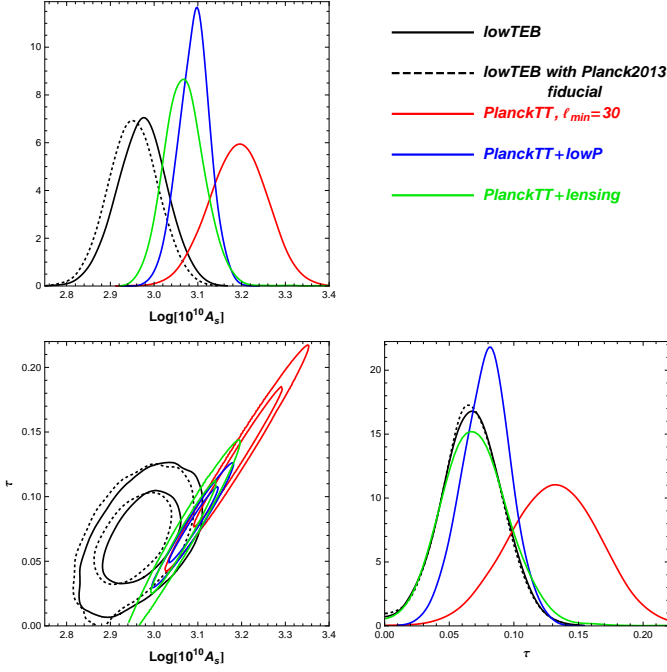 10
8
6
4
2
0
2.8 2.9 3.0 3.1 3.2 3.3 3.4
Log[10¹⁰Aₛ]
lowTEB
lowTEB with Planck2013
fiducial
PlanckTT, ℓₘᵢₙ=30
PlanckTT+lowP
PlanckTT+lensing
0.20
0.15
0.10
0.05
0.00
τ
2.8 2.9 3.0 3.1 3.2 3.3 3.4
Log[10¹⁰Aₛ]
20
15
10
5
0
0.00 0.05 0.10 0.15 0.20
τ